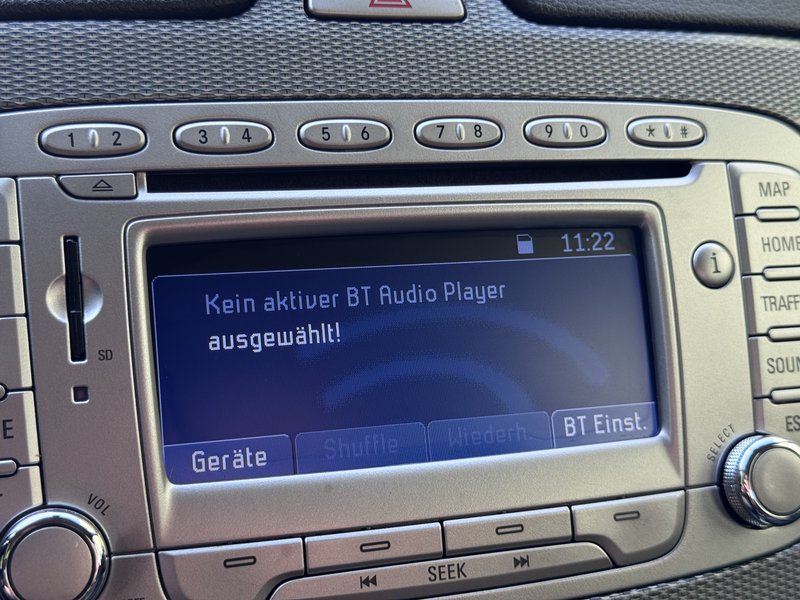 1 2
3 4
5 6
7 8
9 0
* #
MAP
HOME
i
11:22
Kein aktiver BT Audio Player
ausgewählt!
SD
SELECT
Geräte
Shuffle
Wiederh.
BT Einst.
VOL
SEEK